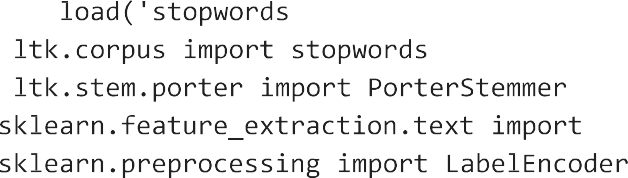 load('stopwords
ltk.corpus import stopwords
ltk.stem.porter import PorterStemmer
sklearn.feature_extraction.text import
sklearn.preprocessing import LabelEncoder